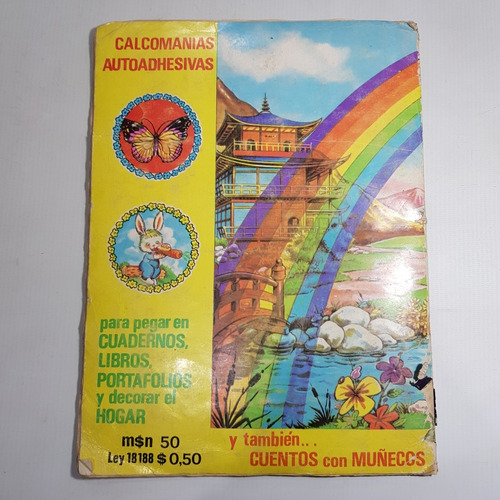 CALCOMANIAS
AUTOADHESIVAS
para pegar en
CUADERNOS,
LIBROS,
PORTAFOLIOS
y decorar el
HOGAR
m$n 50
Ley 18188 $ 0,50
y también...
CUENTOS con MUÑECOS